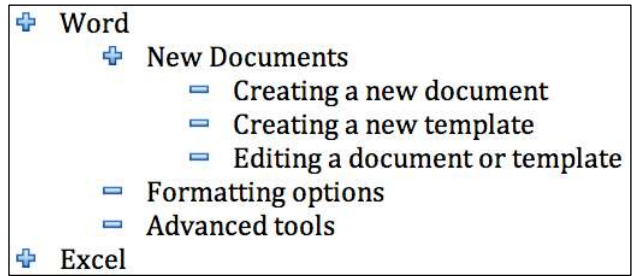 Word
New Documents
Creating a new document
Creating a new template
Editing a document or template
Formatting options
Advanced tools
Excel